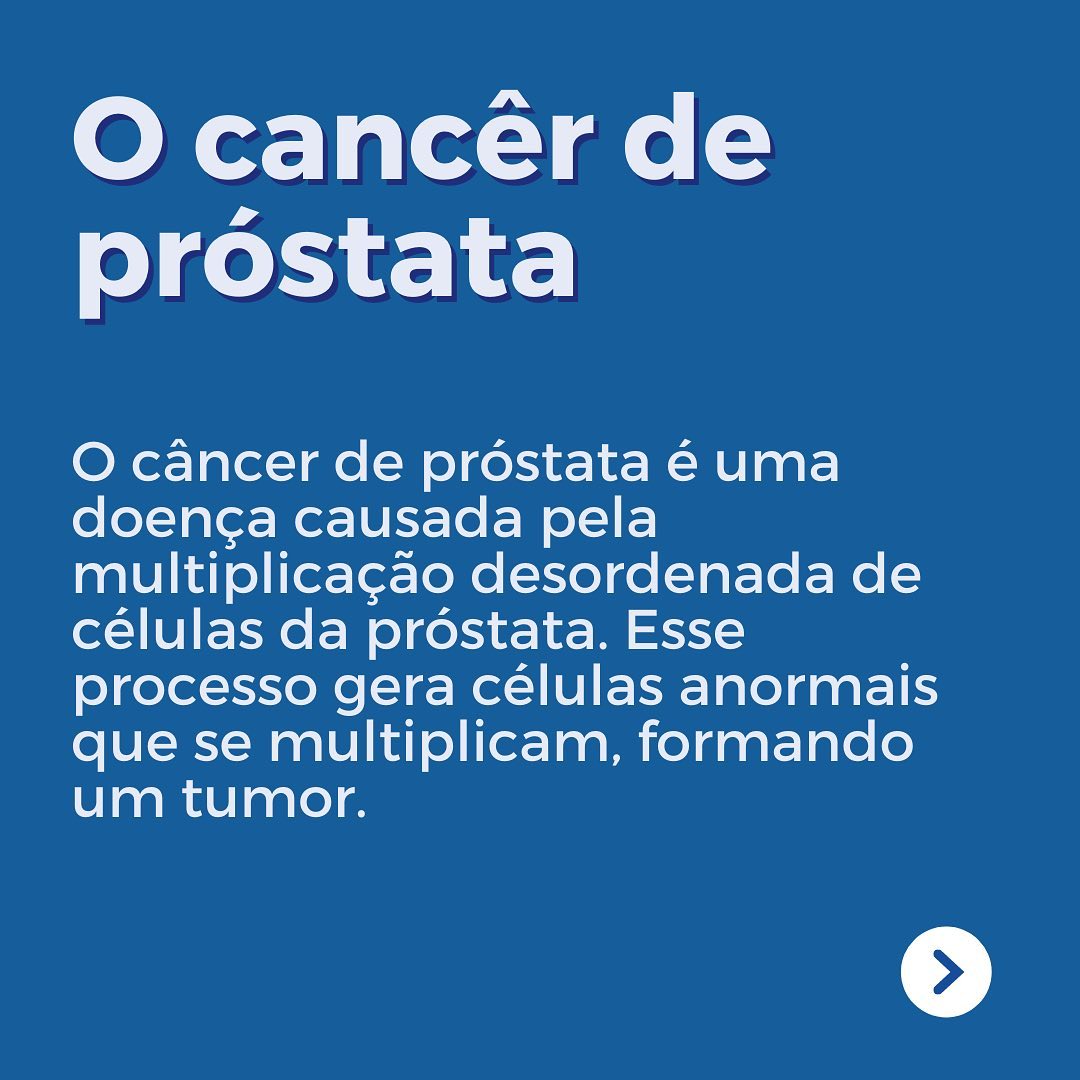 O cancêr de
próstata
O câncer de próstata é uma
doença causada pela
multiplicação desordenada de
células da próstata. Esse
processo gera células anormais
que se multiplicam, formando
um tumor.